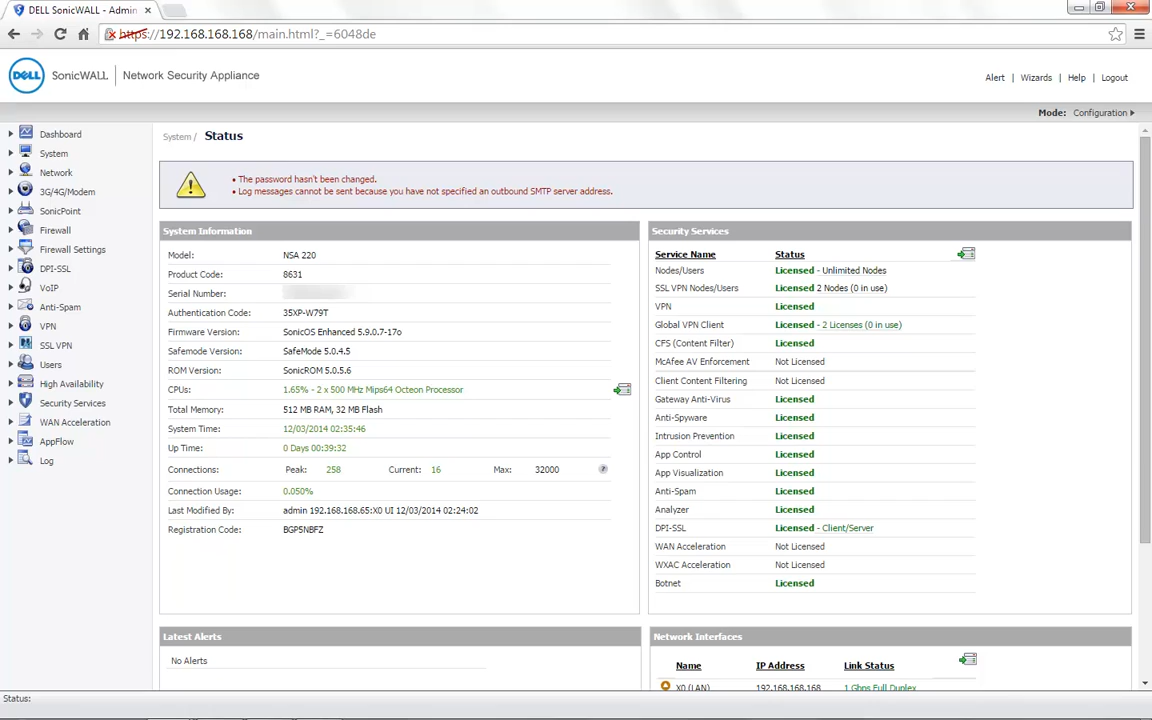 DELL SonicWALL - Admin ×
https://192.168.168.168/main.html?_=6048de
DELL SonicWALL | Network Security Appliance
Alert | Wizards | Help | Logout
Mode: Configuration
Dashboard
System
Network
3G/4G/Modem
SonicPoint
Firewall
Firewall Settings
DPI-SSL
VoIP
Anti-Spam
VPN
SSL VPN
Users
High Availability
Security Services
WAN Acceleration
AppFlow
Log
System / Status
• The password hasn't been changed.
• Log messages cannot be sent because you have not specified an outbound SMTP server address.
System Information
Model: NSA 220
Product Code: 8631
Serial Number:
Authentication Code: 35XP-W79T
Firmware Version: SonicOS Enhanced 5.9.0.7-17o
Safemode Version: SafeMode 5.0.4.5
ROM Version: SonicROM 5.0.5.6
CPUs: 1.65% - 2 x 500 MHz Mips64 Octeon Processor
Total Memory: 512 MB RAM, 32 MB Flash
System Time: 12/03/2014 02:35:46
Up Time: 0 Days 00:39:32
Connections: Peak: 258 Current: 16 Max: 32000 ?
Connection Usage: 0.050%
Last Modified By: admin 192.168.168.65:X0 UI 12/03/2014 02:24:02
Registration Code: BGP5NBFZ
Security Services
Service Name Status
Nodes/Users Licensed - Unlimited Nodes
SSL VPN Nodes/Users Licensed 2 Nodes (0 in use)
VPN Licensed
Global VPN Client Licensed - 2 Licenses (0 in use)
CFS (Content Filter) Licensed
McAfee AV Enforcement Not Licensed
Client Content Filtering Not Licensed
Gateway Anti-Virus Licensed
Anti-Spyware Licensed
Intrusion Prevention Licensed
App Control Licensed
App Visualization Licensed
Anti-Spam Licensed
Analyzer Licensed
DPI-SSL Licensed - Client/Server
WAN Acceleration Not Licensed
WXAC Acceleration Not Licensed
Botnet Licensed
Latest Alerts
No Alerts
Network Interfaces
Name IP Address Link Status
X0 (LAN) 192.168.168.168 1 Gbps Full Duplex
Status: